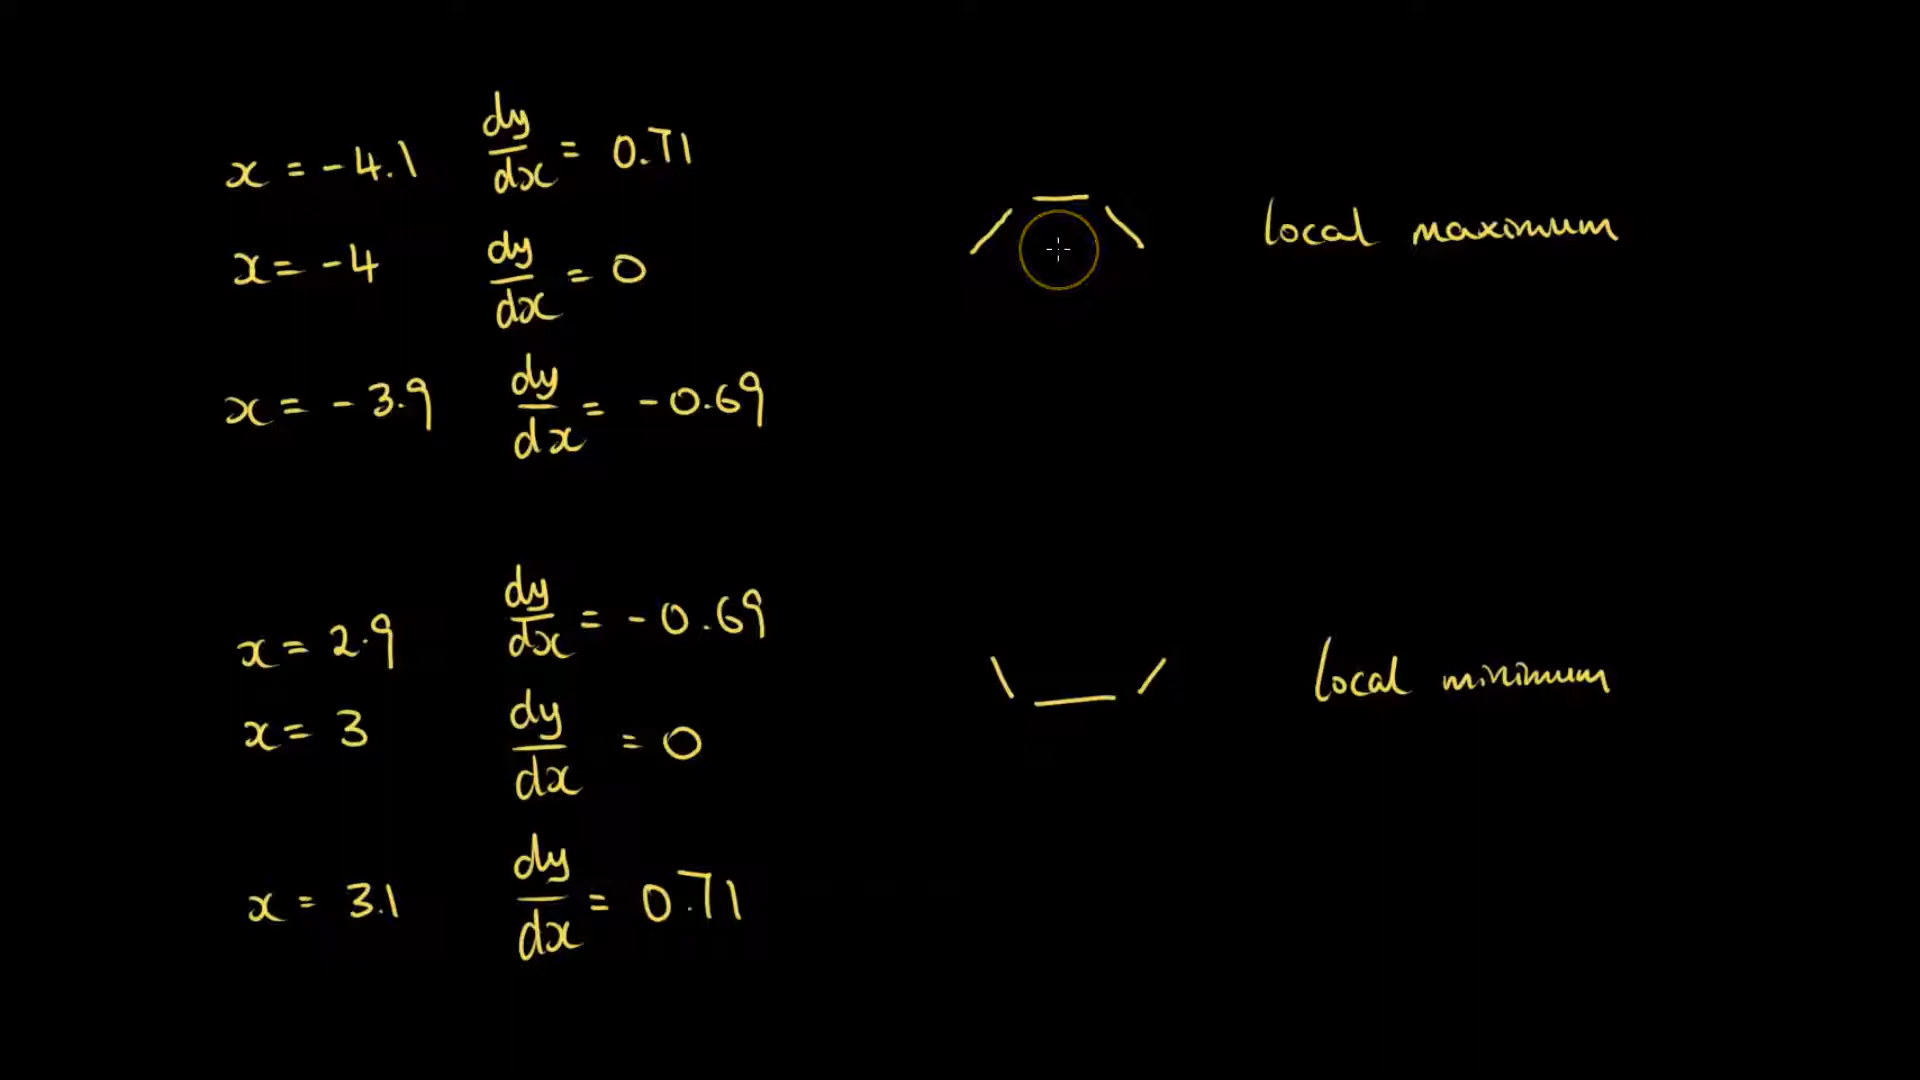 x = -4.1 dy/dx = 0.71
local maximum
x = -4 dy/dx = 0
x = -3.9 dy/dx = -0.69
x = 2.9 dy/dx = -0.69
local minimum
x = 3 dy/dx = 0
x = 3.1 dy/dx = 0.71